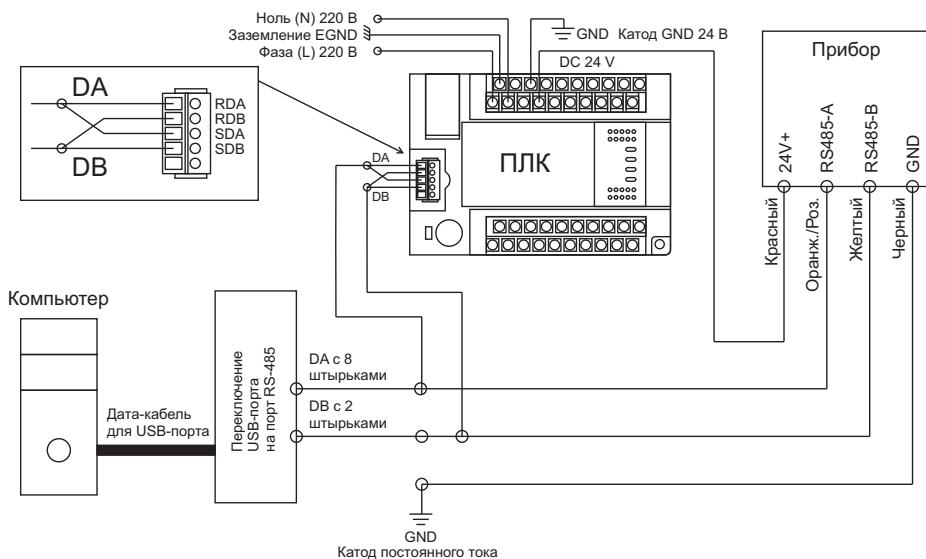 Ноль (N) 220 В
Заземление EGND
Фаза (L) 220 В
GND Катод GND 24 В
DC 24 V
DA
DB
RDA
RDB
SDA
SDB
DA
DB
ПЛК
Прибор
24V+
RS485-A
RS485-B
GND
Красный
Оранж./Роз.
Желтый
Черный
Компьютер
Дата-кабель
для USB-порта
Переключение
USB-порта
на порт RS-485
DA с 8
штырьками
DB с 2
штырьками
GND
Катод постоянного тока